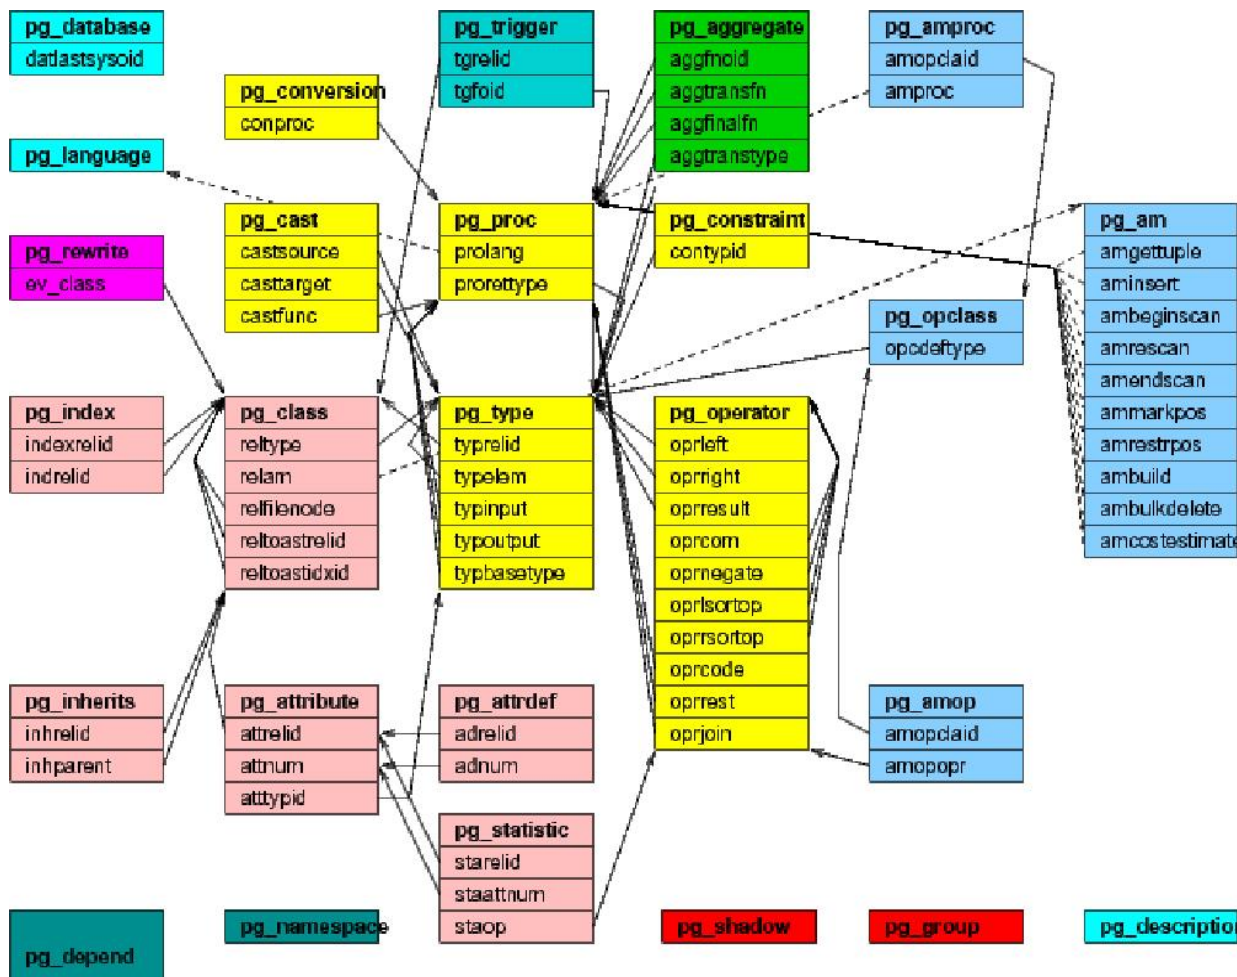 pg_database
datlastsysoid
pg_trigger
tgrelid
tgfoid
pg_aggregate
aggfnoid
aggtransfn
aggfinalfn
aggtranstype
pg_amproc
amopclaid
amproc
pg_conversion
conproc
pg_language
pg_cast
castsource
casttarget
castfunc
pg_proc
prolang
prorettype
pg_constraint
contypid
pg_am
amgettuple
aminsert
ambeginscan
amrescan
amendscan
ammarkpos
amrestrpos
ambuild
ambulkdelete
amcostestimate
pg_rewrite
ev_class
pg_opclass
opcdeftype
pg_index
indexrelid
indrelid
pg_class
reltype
relam
relfilenode
reltoastrelid
reltoastidxid
pg_type
typrelid
typelem
typinput
typoutput
typbasetype
pg_operator
oprleft
oprright
oprresult
oprcom
oprnegate
oprlsortop
oprrsortop
oprcode
oprrest
oprjoin
pg_inherits
inhrelid
inhparent
pg_attribute
attrelid
attnum
atttypid
pg_attrdef
adrelid
adnum
pg_amop
amopclaid
amopopr
pg_statistic
starelid
staattnum
staop
pg_depend
pg_namespace
pg_shadow
pg_group
pg_description